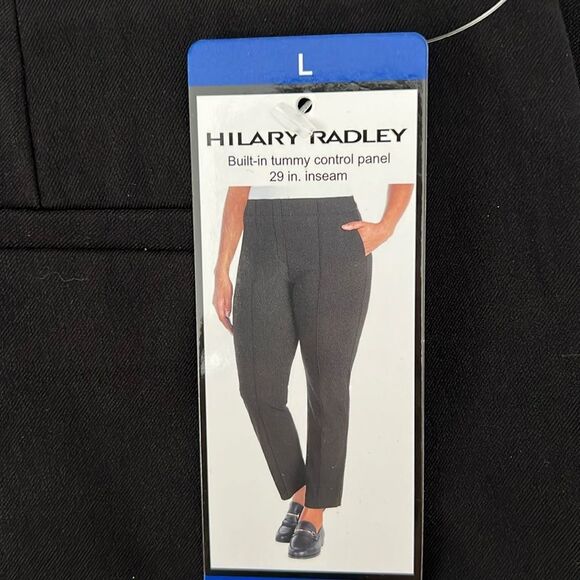 L
HILARY RADLEY
Built-in tummy control panel
29 in. inseam